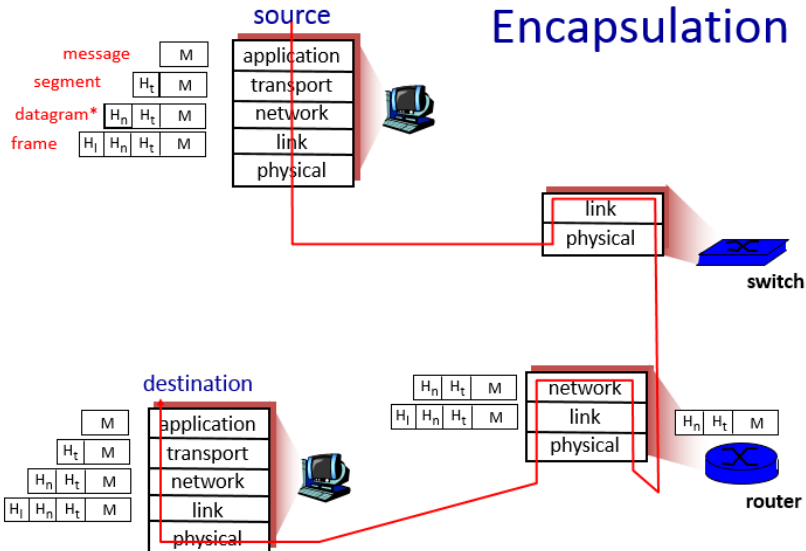 source
Encapsulation
message M
segment Ht M
datagram* Hn Ht M
frame Hl Hn Ht M
application
transport
network
link
physical
link
physical
switch
destination
M
Ht M
Hn Ht M
Hl Hn Ht M
application
transport
network
link
physical
Hn Ht M
Hl Hn Ht M
network
link
physical
Hn Ht M
router